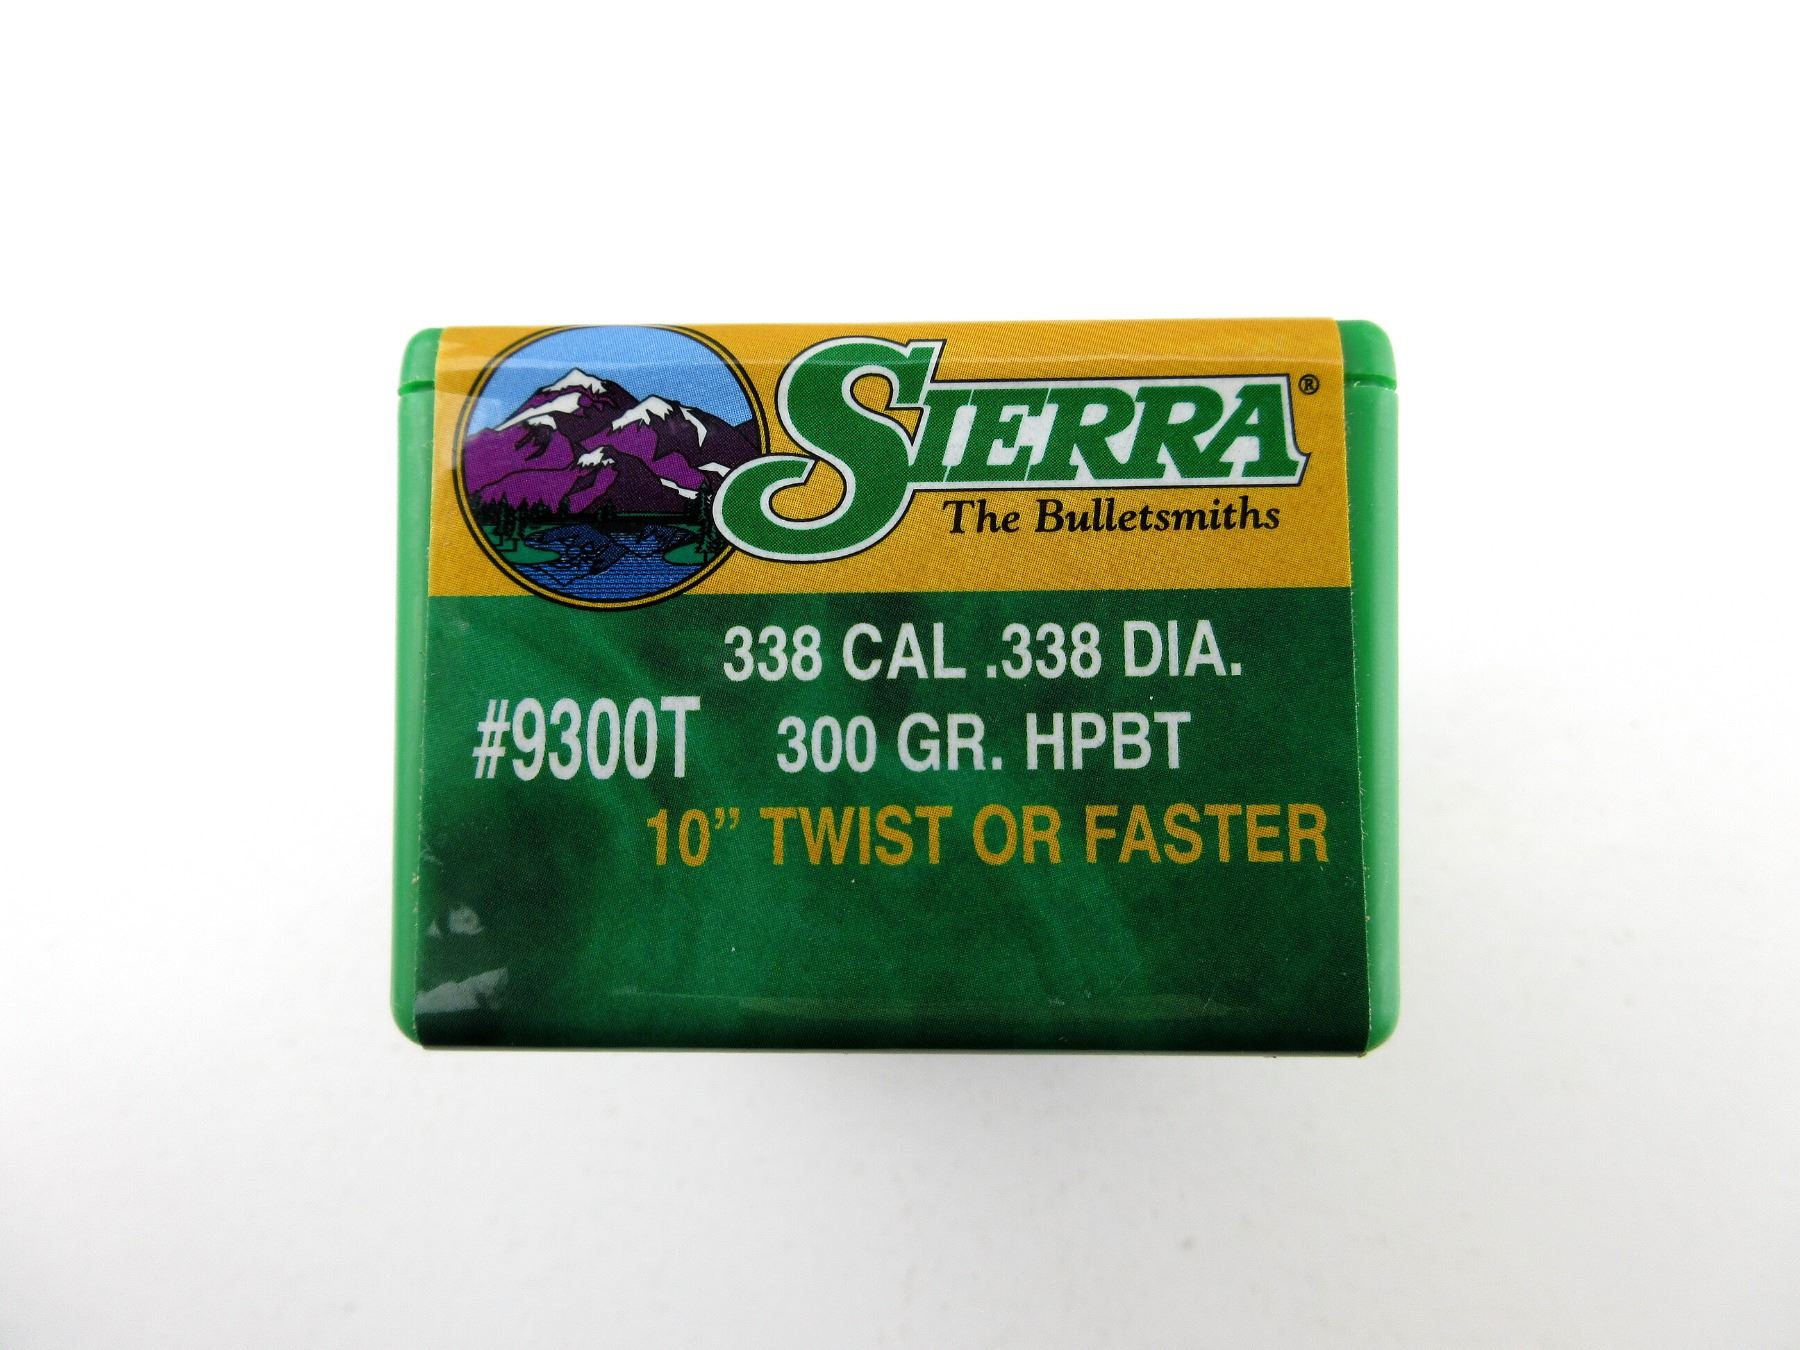 SIERRA®
The Bulletsmiths
338 CAL .338 DIA.
#9300T 300 GR. HPBT
10” TWIST OR FASTER